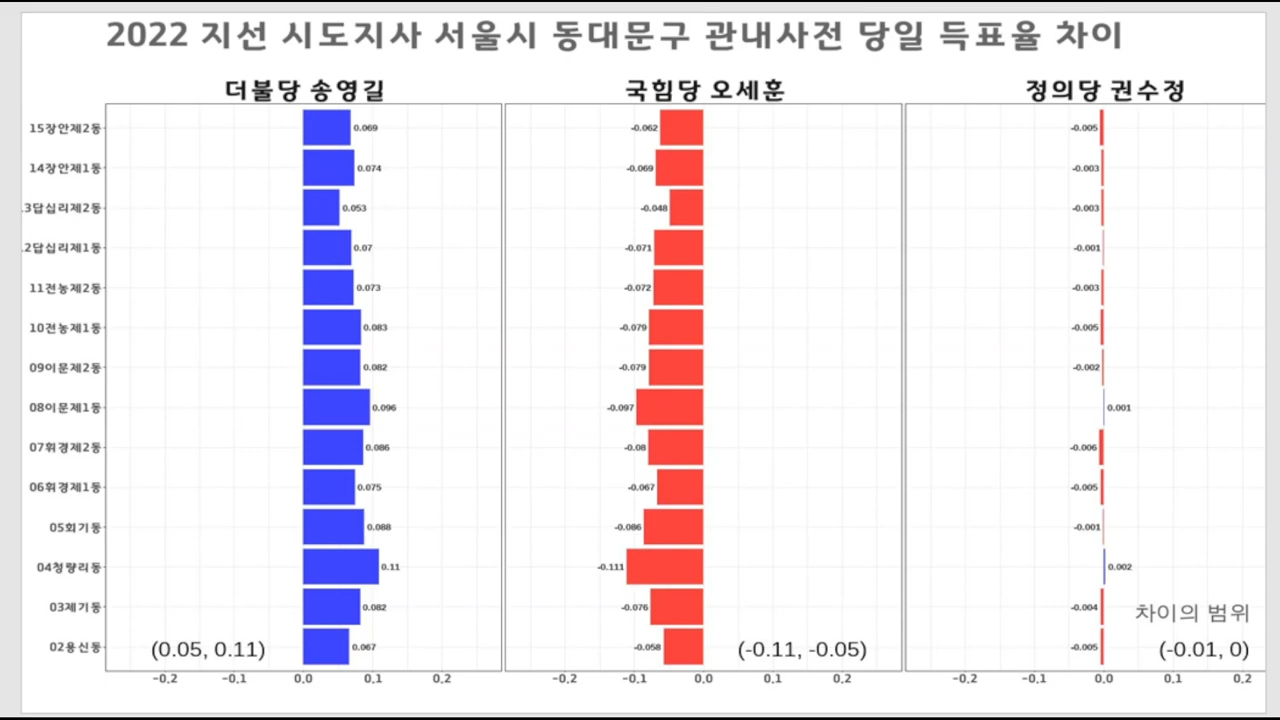 2022 지선 시도지사 서울시 동대문구 관내사전 당일 득표율 차이
더불당 송영길 국힘당 오세훈 정의당 권수정
15장안제2동 0.069 -0.062 -0.005
14장안제1동 0.074 -0.069 -0.003
3답십리제2동 0.053 -0.048 -0.003
2답십리제1동 0.07 -0.071 -0.001
11전농제2동 0.073 -0.072 -0.003
10전농제1동 0.083 -0.079 -0.005
09이문제2동 0.082 -0.079 -0.002
08이문제1동 0.096 -0.097 0.001
07휘경제2동 0.086 -0.08 -0.006
06휘경제1동 0.075 -0.067 -0.005
05회기동 0.088 -0.086 -0.001
04청량리동 0.11 -0.111 0.002
03제기동 0.082 -0.076 -0.004 차이의 범위
02용신동 (0.05, 0.11) 0.067 -0.058 (-0.11, -0.05) -0.005 (-0.01, 0)
-0.2 -0.1 0.0 0.1 0.2 -0.2 -0.1 0.0 0.1 0.2 -0.2 -0.1 0.0 0.1 0.2